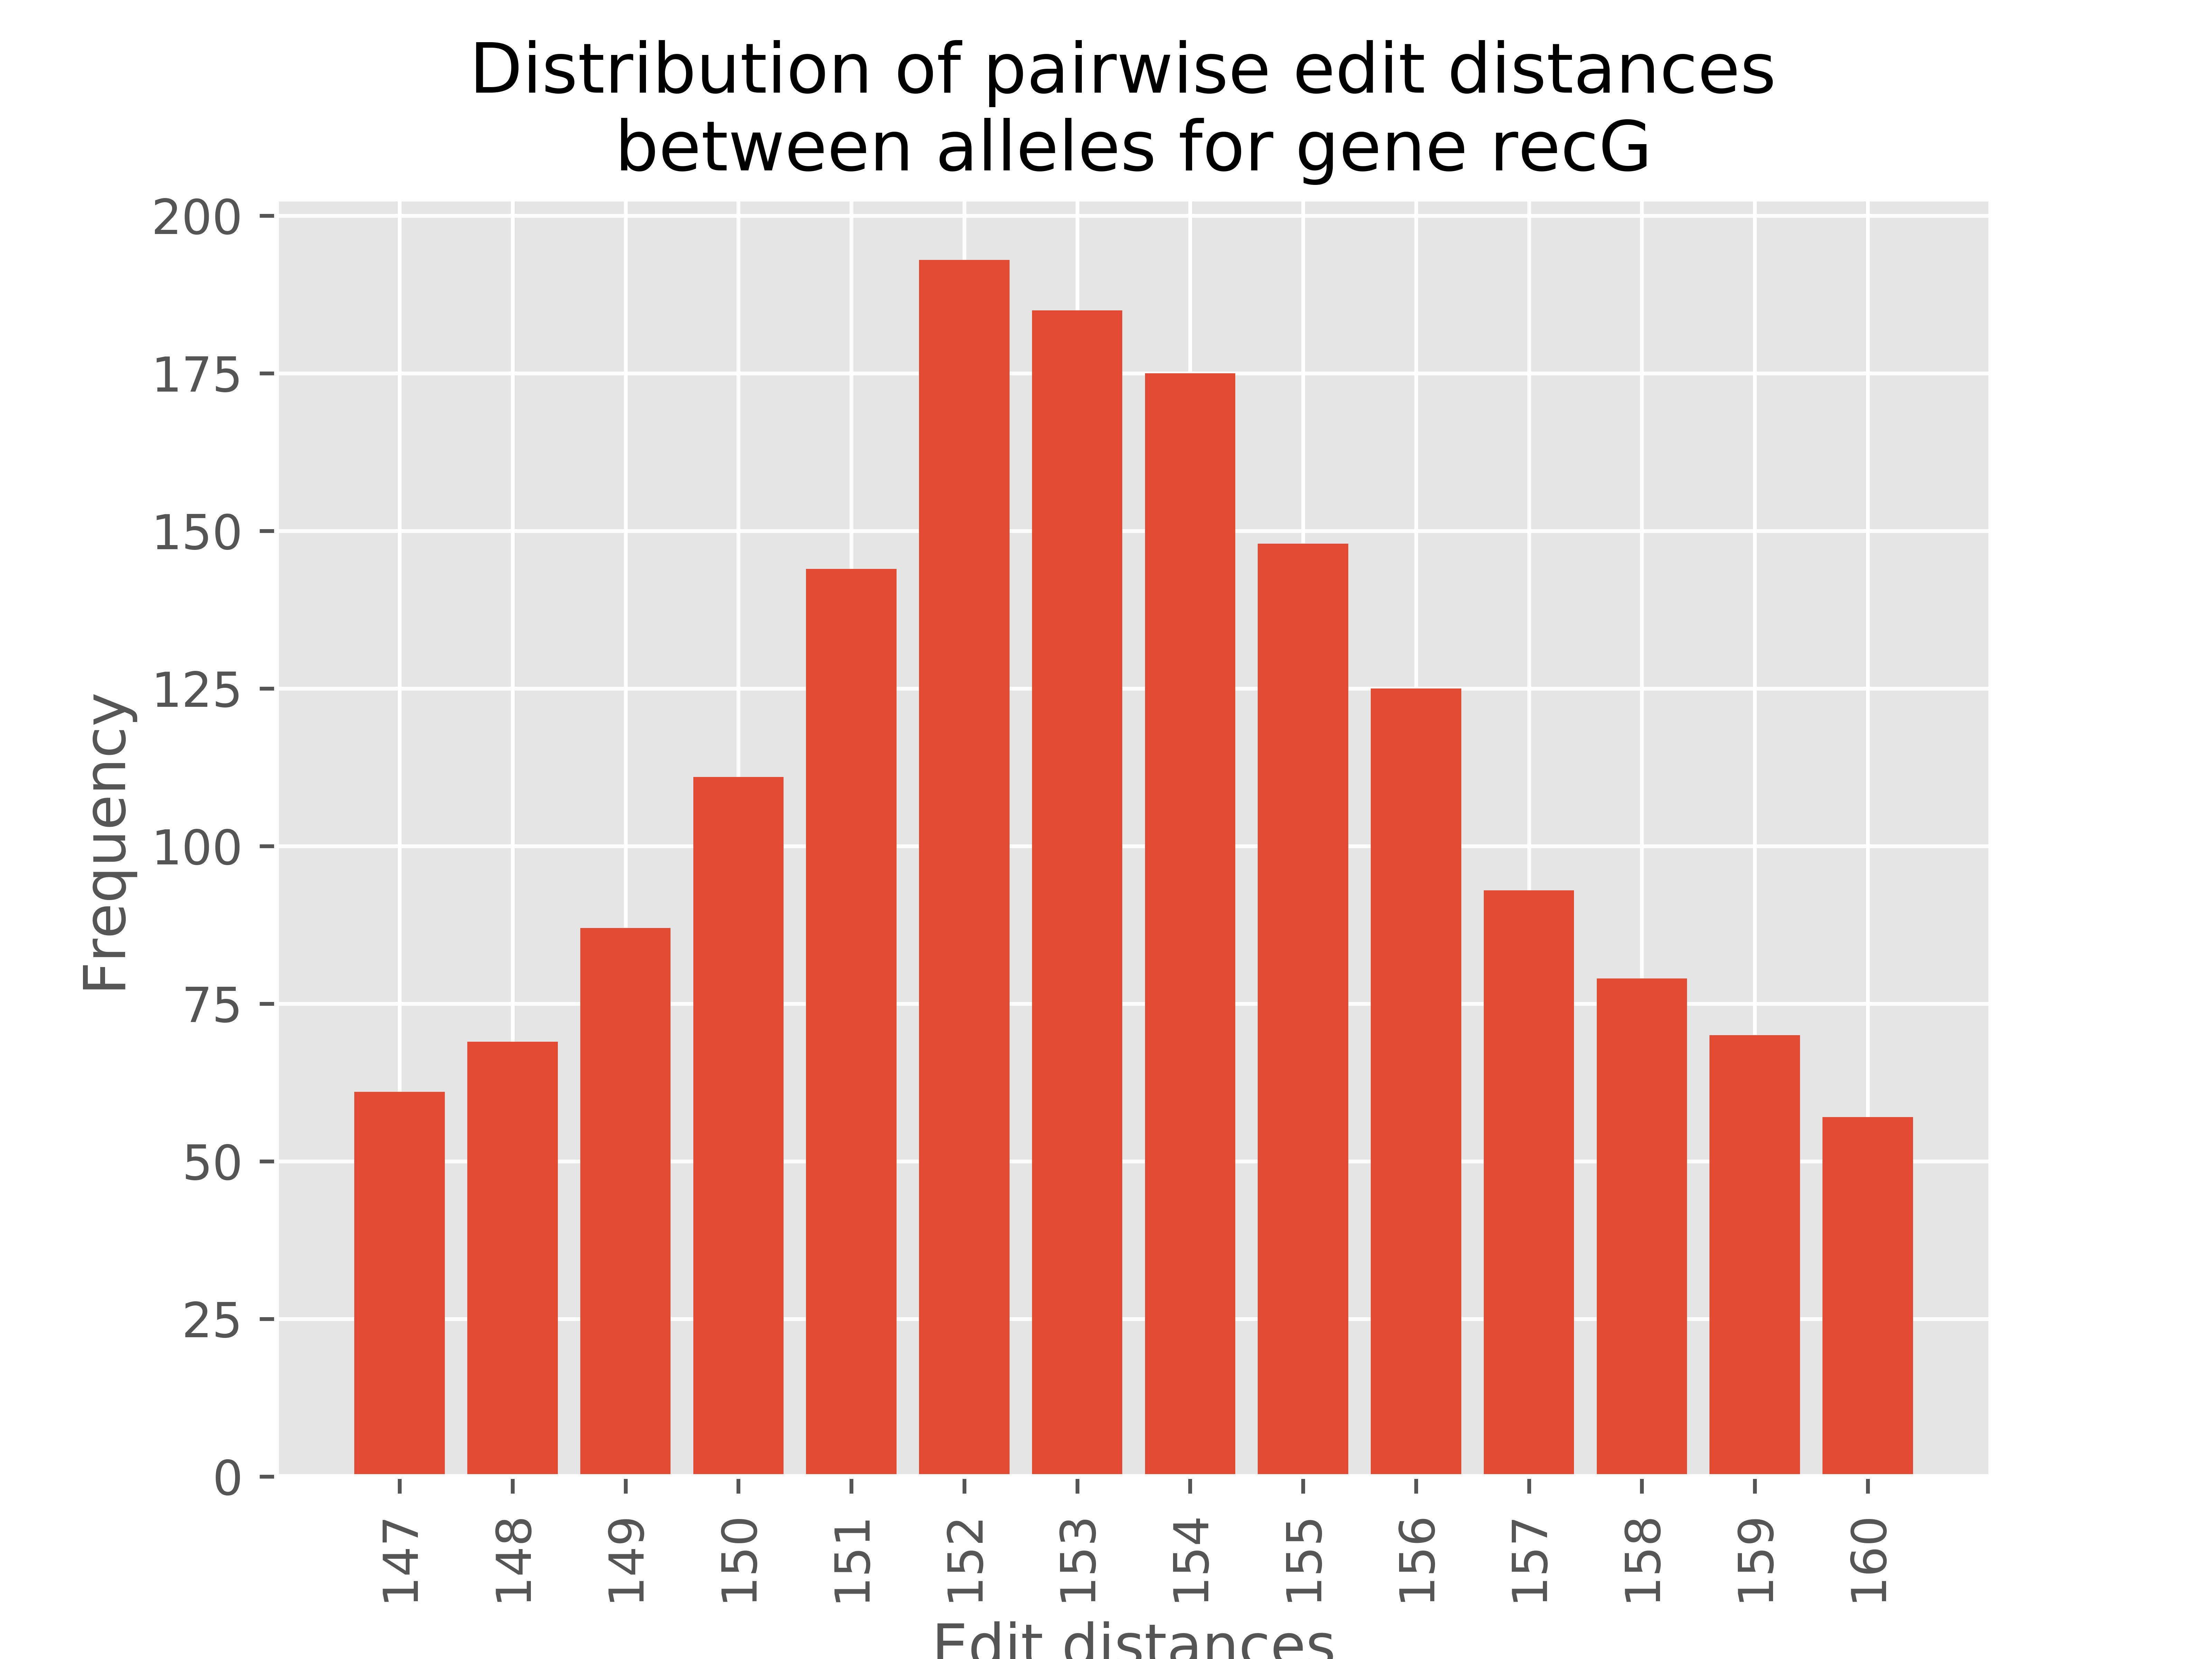 Distribution of pairwise edit distances
between alleles for gene recG
200
175
150
125
100
75
50
25
0
Frequency
147 148 149 150 151 152 153 154 155 156 157 158 159 160
Edit distances